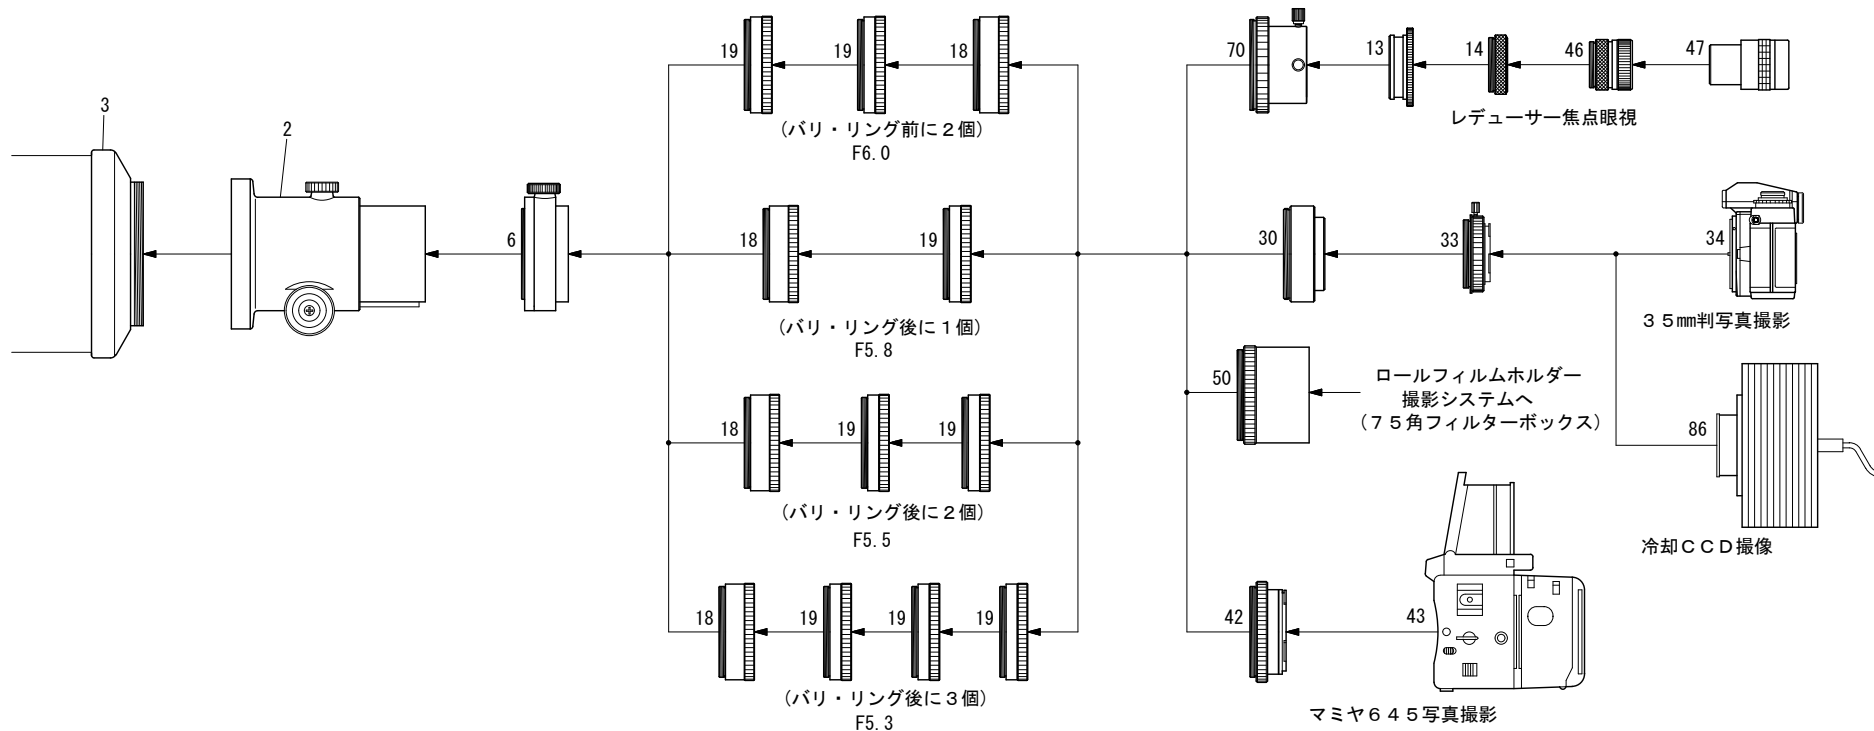 3
2
6
19
19
18
(バリ・リング前に2個)
F6.0
18
19
(バリ・リング後に1個)
F5.8
18
19
19
(バリ・リング後に2個)
F5.5
18
19
19
19
(バリ・リング後に3個)
F5.3
70
13
14
46
47
レデューサー焦点眼視
30
33
34
35㎜判写真撮影
50
ロールフィルムホルダー
撮影システムへ
(75角フィルターボックス)
86
冷却CCD撮像
42
43
マミヤ645写真撮影